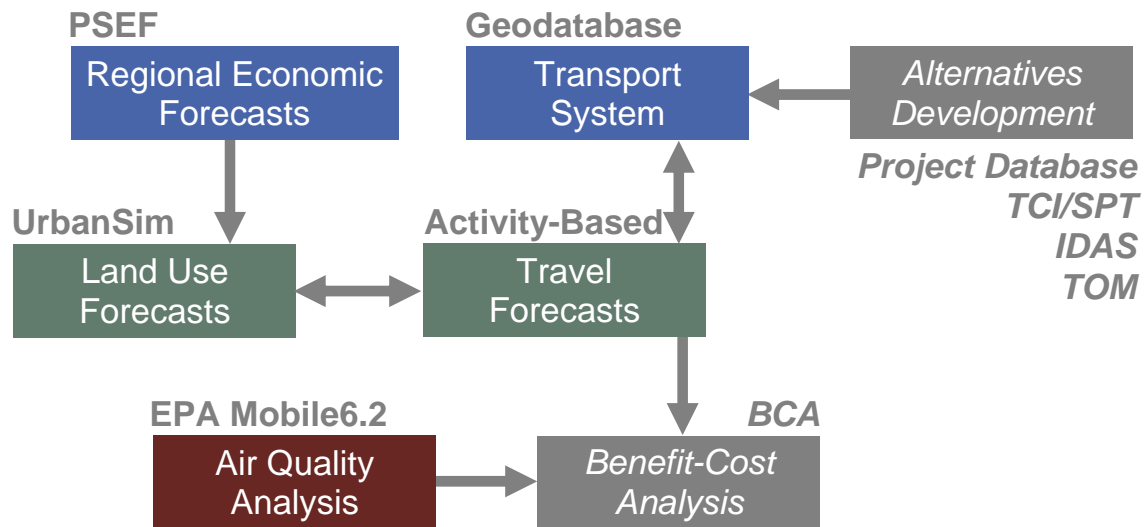 PSEF
Regional Economic
Forecasts
Geodatabase
Transport
System
Alternatives
Development
Project Database
TCI/SPT
IDAS
TOM
UrbanSim
Land Use
Forecasts
Activity-Based
Travel
Forecasts
EPA Mobile6.2
Air Quality
Analysis
BCA
Benefit-Cost
Analysis